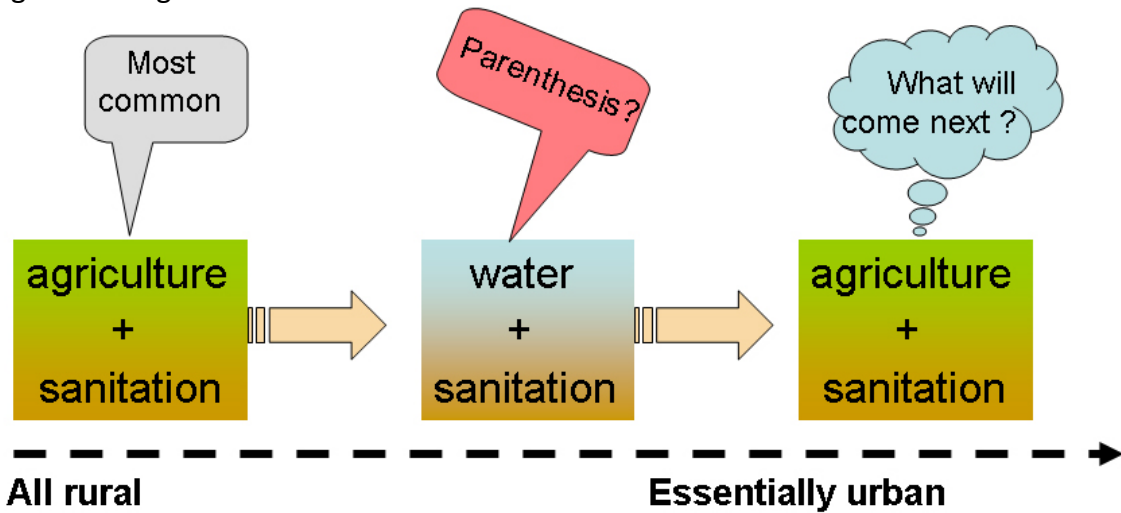 Most
common
Parenthesis?
What will
come next ?
agriculture
+
sanitation
water
+
sanitation
agriculture
+
sanitation
All rural
Essentially urban